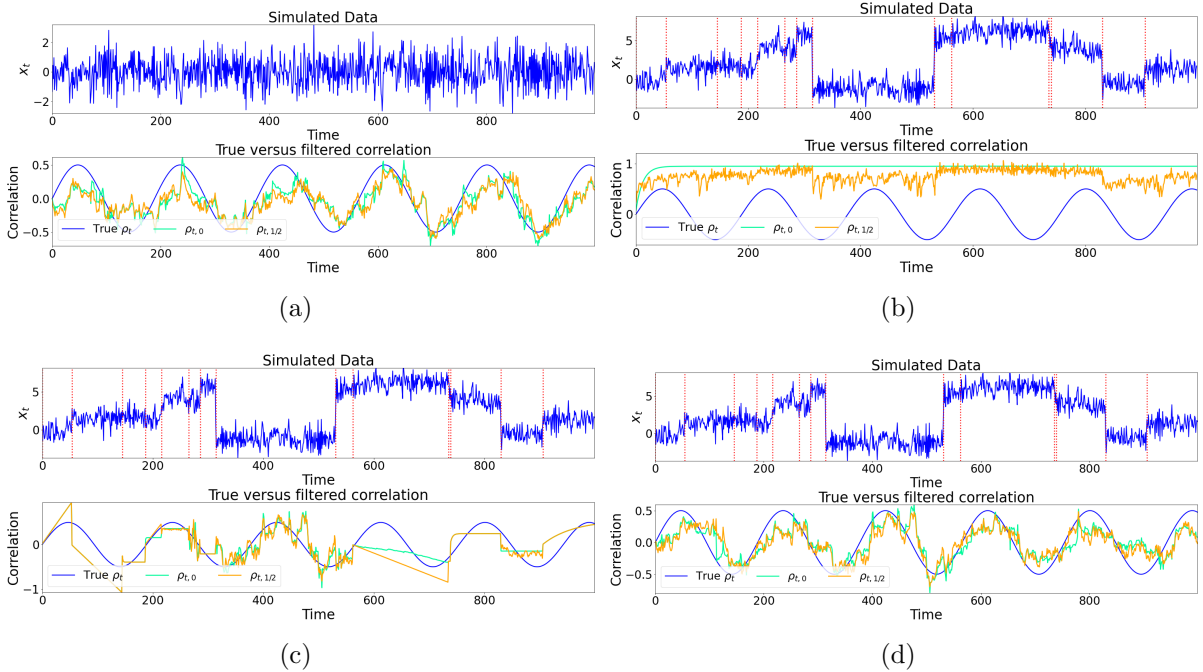 Simulated Data
x_t
2
0
−2
0 200 400 600 800
Time
True versus filtered correlation
Correlation
0.5
0.0
−0.5
True ρ_t ρ_{t,0} ρ_{t,1/2}
0 200 400 600 800
Time
(a)
Simulated Data
x_t
5
0
0 200 400 600 800
Time
True versus filtered correlation
Correlation
1
0
True ρ_t ρ_{t,0} ρ_{t,1/2}
0 200 400 600 800
Time
(b)
Simulated Data
x_t
5
0
0 200 400 600 800
Time
True versus filtered correlation
Correlation
0
−1
True ρ_t ρ_{t,0} ρ_{t,1/2}
0 200 400 600 800
Time
(c)
Simulated Data
x_t
5
0
0 200 400 600 800
Time
True versus filtered correlation
Correlation
0.5
0.0
−0.5
True ρ_t ρ_{t,0} ρ_{t,1/2}
0 200 400 600 800
Time
(d)